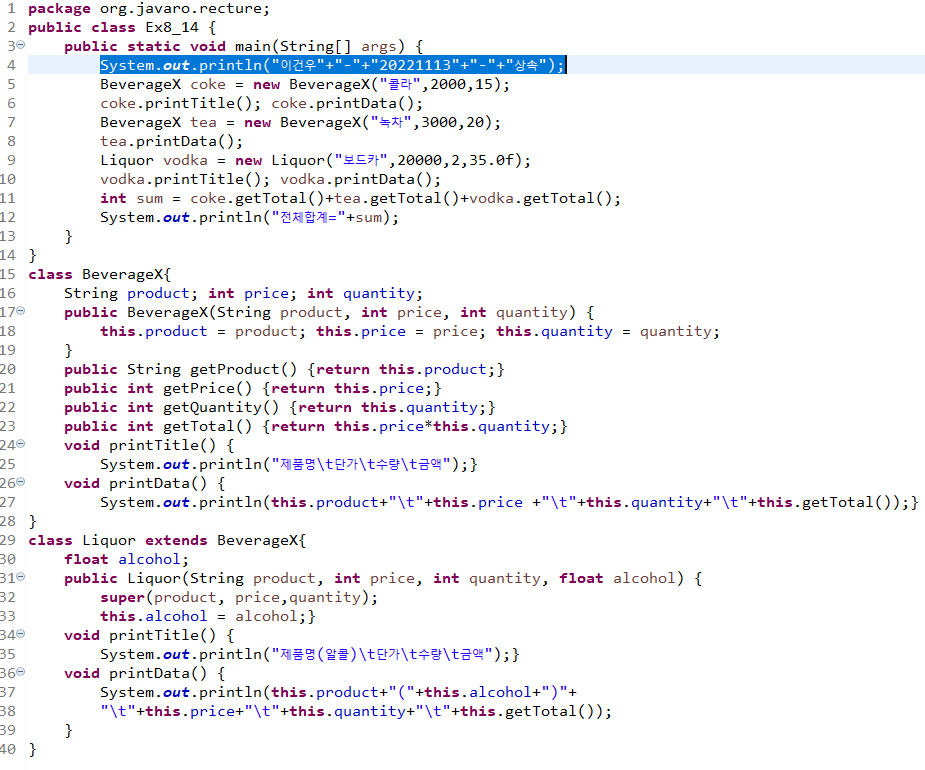 1 package org.javaro.recture;
2 public class Ex8_14 {
3 public static void main(String[] args) {
4 System.out.println("이건우"+"-"+"20221113"+"-"+"상속");
5 BeverageX coke = new BeverageX("콜라",2000,15);
6 coke.printTitle(); coke.printData();
7 BeverageX tea = new BeverageX("녹차",3000,20);
8 tea.printData();
9 Liquor vodka = new Liquor("보드카",20000,2,35.0f);
10 vodka.printTitle(); vodka.printData();
11 int sum = coke.getTotal()+tea.getTotal()+vodka.getTotal();
12 System.out.println("전체합계="+sum);
13 }
14 }
15 class BeverageX{
16 String product; int price; int quantity;
17 public BeverageX(String product, int price, int quantity) {
18 this.product = product; this.price = price; this.quantity = quantity;
19 }
20 public String getProduct() {return this.product;}
21 public int getPrice() {return this.price;}
22 public int getQuantity() {return this.quantity;}
23 public int getTotal() {return this.price*this.quantity;}
24 void printTitle() {
25 System.out.println("제품명\t단가\t수량\t금액");}
26 void printData() {
27 System.out.println(this.product+"\t"+this.price +"\t"+this.quantity+"\t"+this.getTotal());}
28 }
29 class Liquor extends BeverageX{
30 float alcohol;
31 public Liquor(String product, int price, int quantity, float alcohol) {
32 super(product, price,quantity);
33 this.alcohol = alcohol;}
34 void printTitle() {
35 System.out.println("제품명(알콜)\t단가\t수량\t금액");}
36 void printData() {
37 System.out.println(this.product+"("+this.alcohol+")"+
38 "\t"+this.price+"\t"+this.quantity+"\t"+this.getTotal());
39 }
40 }